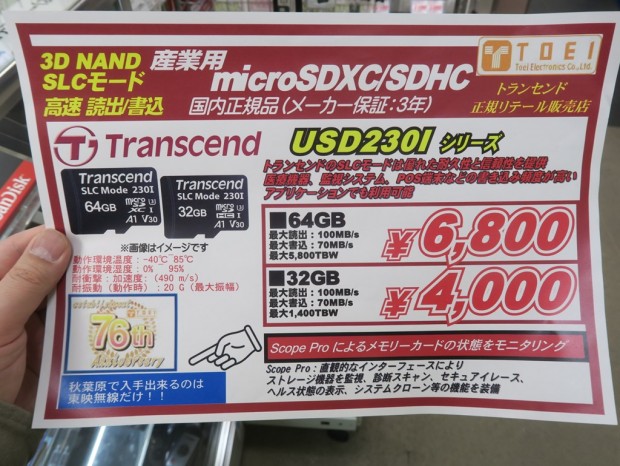 3D NAND
SLCモード
高速 読出/書込
産業用
microSDXC/SDHC
国内正規品(メーカー保証:3年)
TOEI
Toei Electronics Co.,Ltd.
トランセンド
正規リテール販売店
Transcend
USD230I シリーズ
トランセンドのSLCモードは優れた耐久性と信頼性を提供
医療機器、監視システム、POS端末などの書き込み頻度が高い
アプリケーションでも利用可能
Transcend
SLC Mode 230I
64GB
micro SD XC I
A1 V30
Transcend
SLC Mode 230I
32GB
micro SD HC I
A1 V30
※画像はイメージです
動作環境温度:-40℃~85℃
動作環境湿度:0% 95%
耐衝撃:加速度:(490 m/s)
耐振動(動作時):20 G(最大振幅)
■64GB
最大読出:100MB/s
最大書込:70MB/s
最大5,800TBW
¥6,800
■32GB
最大読出:100MB/s
最大書込:70MB/s
最大1,400TBW
¥4,000
76th
Anniversary
秋葉原で入手出来るのは
東映無線だけ!!
Scope Pro によるメモリーカードの状態をモニタリング
Scope Pro:直観的なインターフェースにより
ストレージ機器を監視、診断スキャン、セキュアイレース、
ヘルス状態の表示、システムクローン等の機能を装備
SanDisk